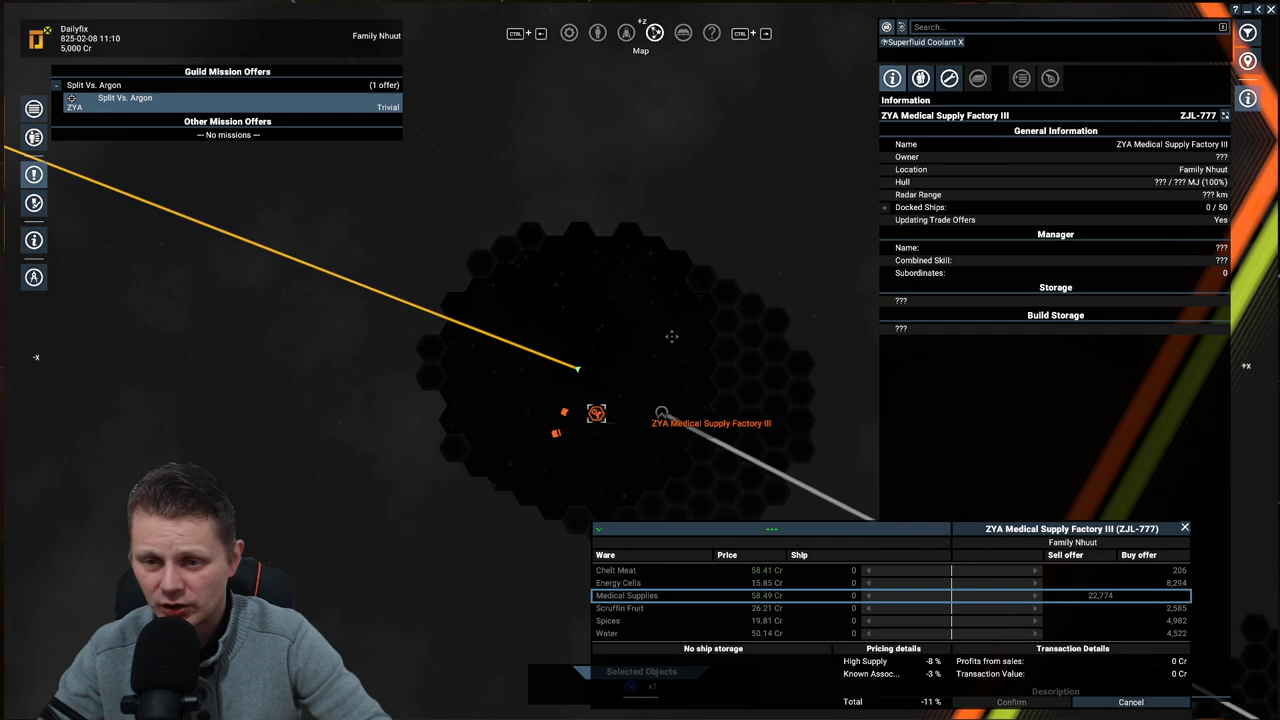 Dailyfix
825-02-08 11:10
5,000 Cr
Family Nhuut
Guild Mission Offers
- Split Vs. Argon (1 offer)
Split Vs. Argon
ZYA Trivial
Other Mission Offers
— No missions —
+z
CTRL + ←
? CTRL + →
Map
-x
+x
ZYA Medical Supply Factory III
Search...
Superfluid Coolant X
Information
ZYA Medical Supply Factory III ZJL-777
General Information
Name ZYA Medical Supply Factory III
Owner ???
Location Family Nhuut
Hull ??? / ??? MJ (100%)
Radar Range ??? km
+ Docked Ships: 0 / 50
Updating Trade Offers Yes
Manager
Name: ???
Combined Skill: ???
Subordinates: 0
Storage
???
Build Storage
???
--- ZYA Medical Supply Factory III (ZJL-777)
Family Nhuut
Ware Price Ship Sell offer Buy offer
Chelt Meat 58.41 Cr 0 206
Energy Cells 15.85 Cr 0 8,294
Medical Supplies 58.49 Cr 0 22,774
Scruffin Fruit 26.21 Cr 0 2,585
Spices 19.81 Cr 0 4,982
Water 50.14 Cr 0 4,522
No ship storage Pricing details Transaction Details
High Supply -8 % Profits from sales: 0 Cr
Known Assoc... -3 % Transaction Value: 0 Cr
Description
Total -11 % Confirm Cancel
Selected Objects
x1